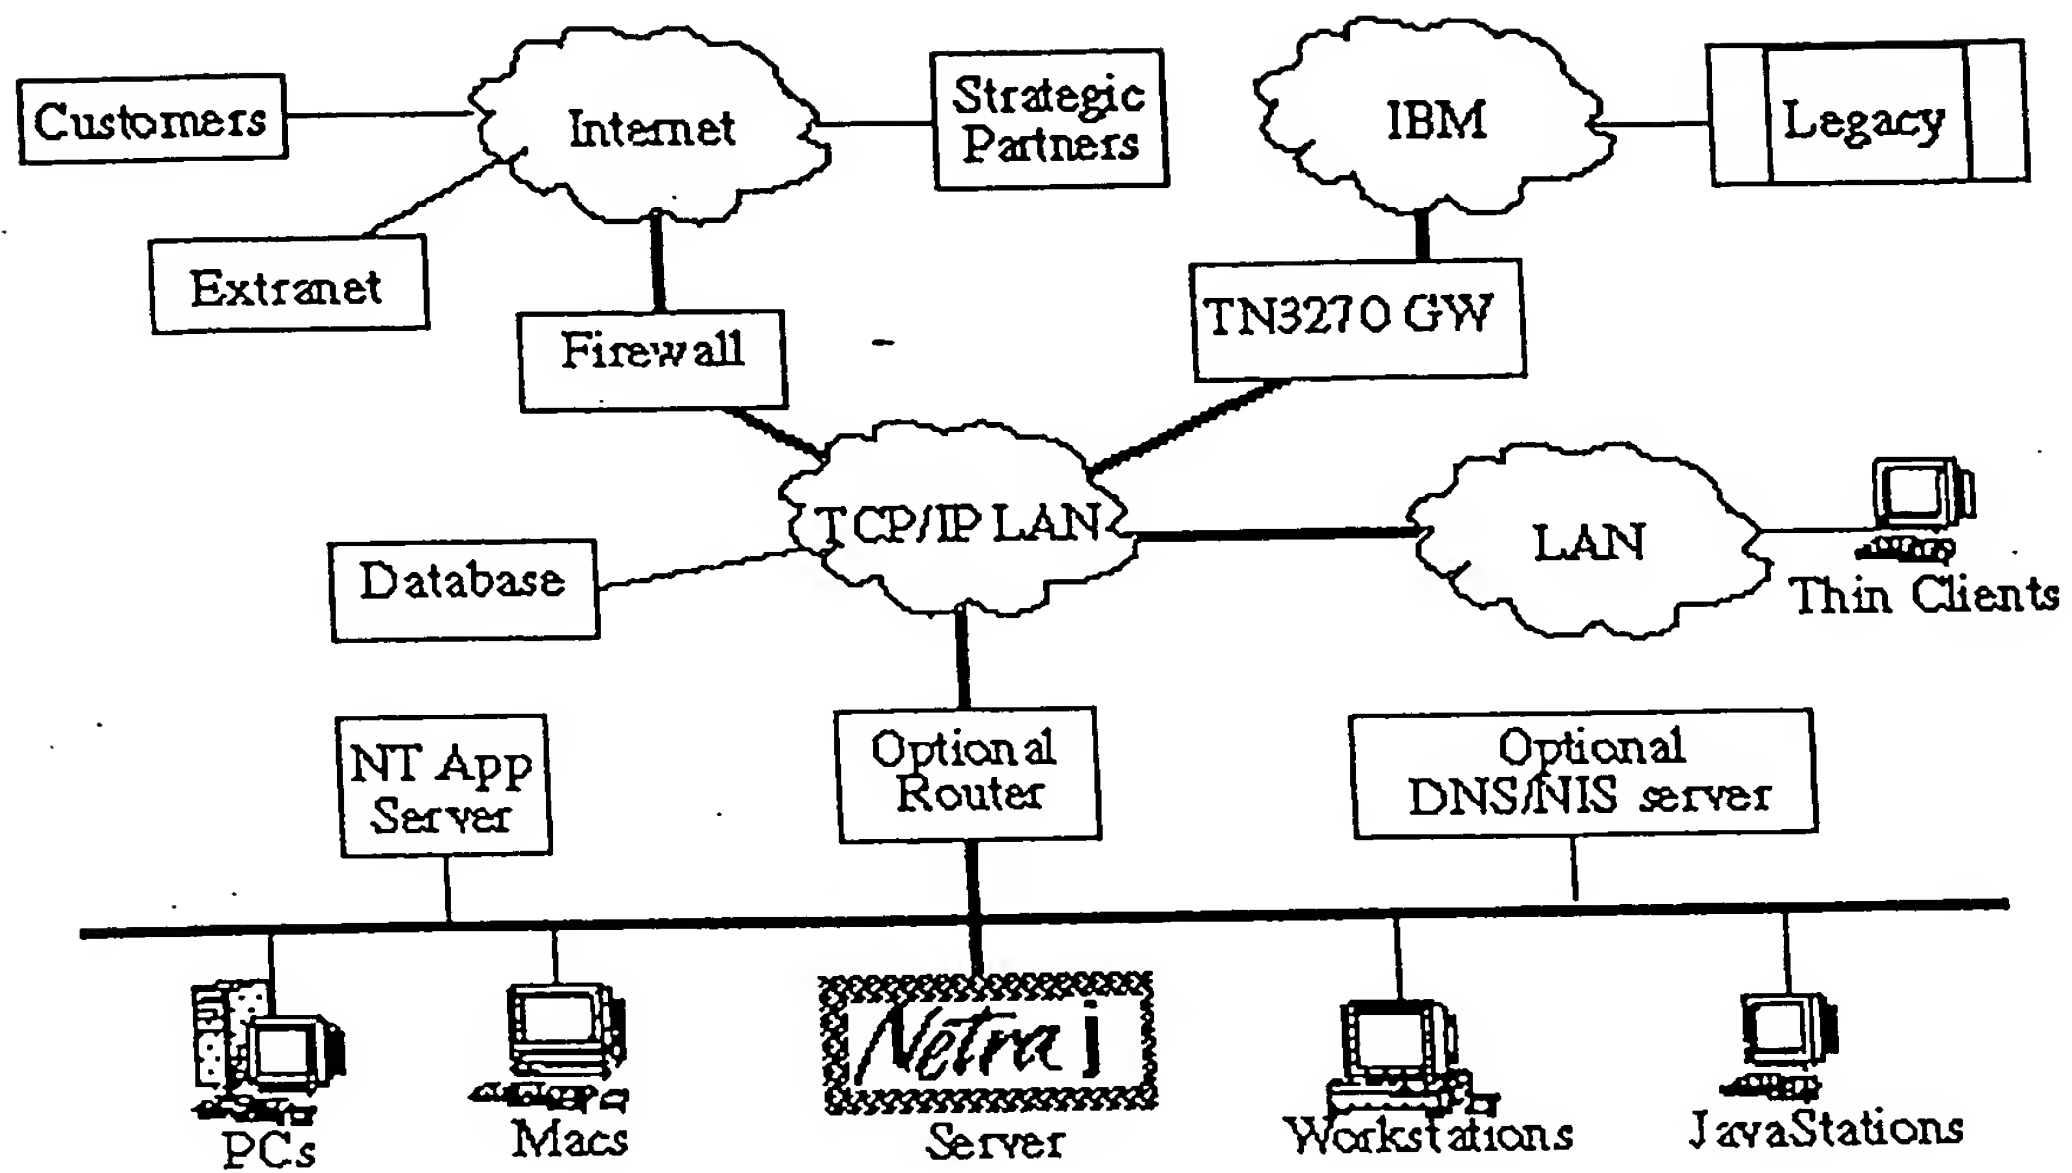 Customers
Internet
Strategic
Partners
IBM
Legacy
Extranet
Firewall
TN3270 GW
TCP/IP LAN
LAN
Database
Thin Clients
NT App
Server
Optional
Router
Optional
DNS/NIS server
Netra j
PCs
Macs
Server
Workstations
JavaStations